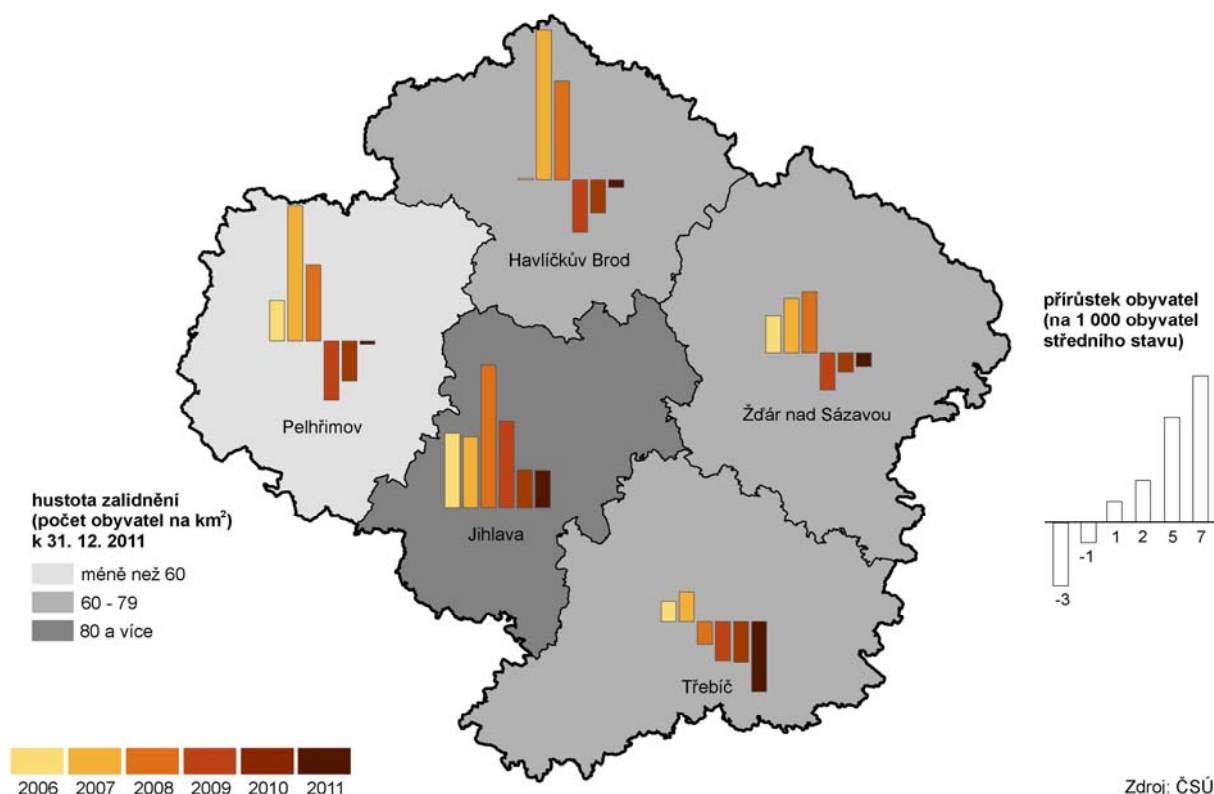 Havlíčkův Brod
Pelhřimov
Žďár nad Sázavou
Jihlava
Třebíč
přírůstek obyvatel
(na 1 000 obyvatel
středního stavu)
-3
-1
1
2
5
7
hustota zalidnění
(počet obyvatel na km²)
k 31. 12. 2011
méně než 60
60 - 79
80 a více
2006 2007 2008 2009 2010 2011
Zdroj: ČSÚ